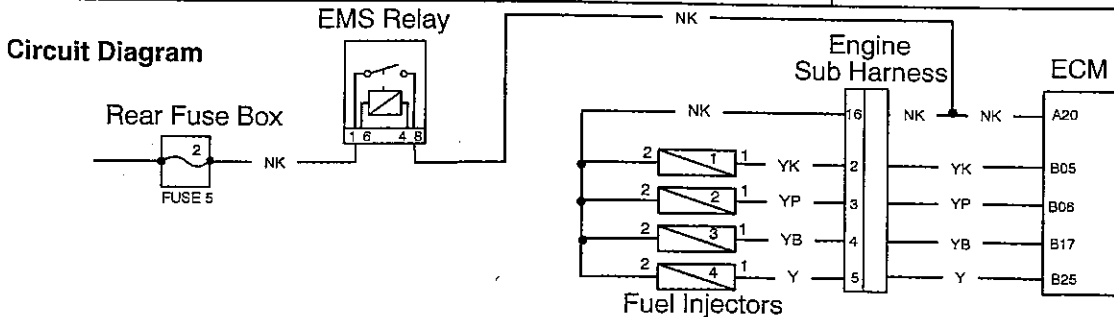 EMS Relay
NK
Circuit Diagram
Engine
Sub Harness
ECM
Rear Fuse Box
NK
16
NK
NK
A20
1 6 4 8
2
NK
2
1
1
YK
2
YK
B05
FUSE 5
2
2
1
YP
3
YP
B06
2
3
1
YB
4
YB
B17
2
4
1
Y
5
Y
B25
Fuel Injectors